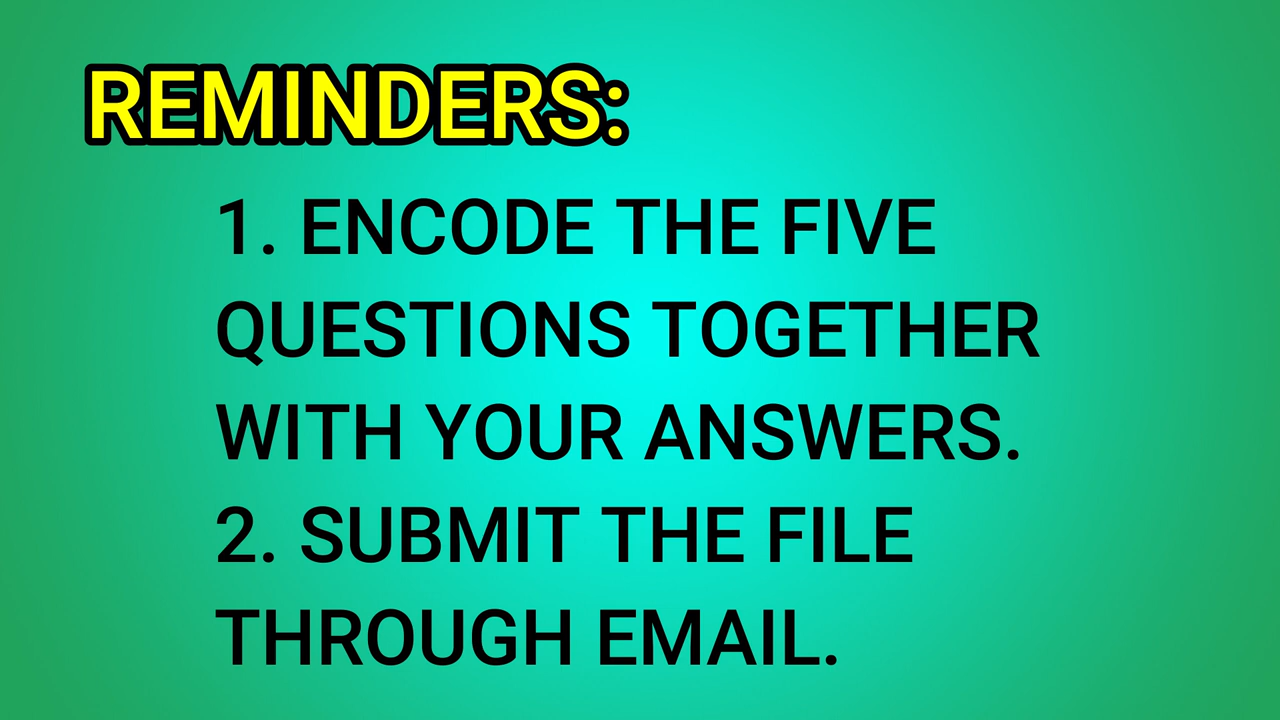 REMINDERS:
1. ENCODE THE FIVE
QUESTIONS TOGETHER
WITH YOUR ANSWERS.
2. SUBMIT THE FILE
THROUGH EMAIL.